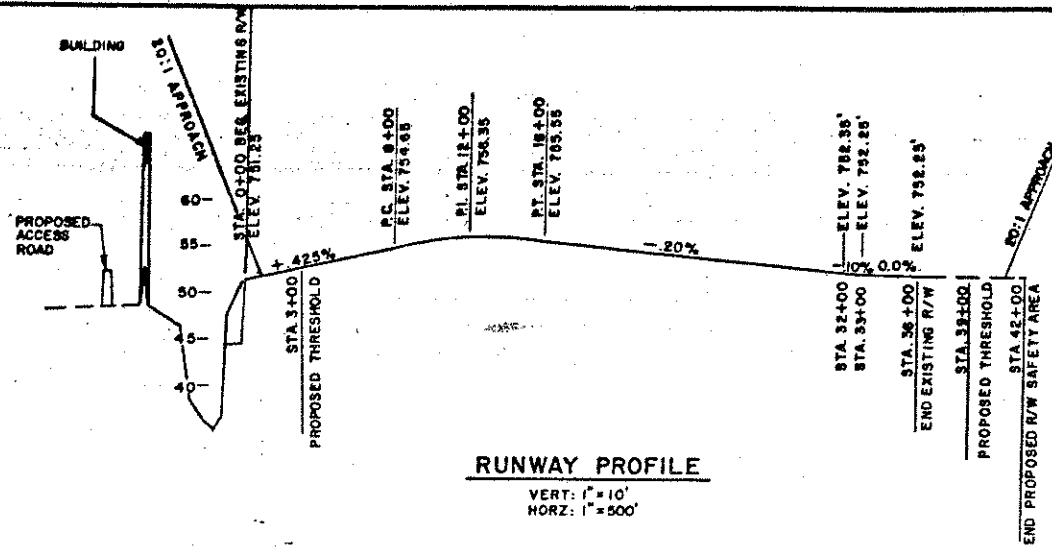 BUILDING
20:1 APPROACH
STA. 0+00 BEG. EXISTING R/W
ELEV. 751.25
P.C. STA. 8+00
ELEV. 754.65
P.I. STA. 12+00
ELEV. 756.35
P.T. STA. 16+00
ELEV. 755.55
ELEV. 752.35'
ELEV. 752.25'
ELEV. 752.25'
20:1 APPROACH
PROPOSED
ACCESS
ROAD
60
55
50
45
40
+.425%
-.20%
-.10%
0.0%
STA. 3+00
PROPOSED THRESHOLD
STA. 32+00
STA. 33+00
STA. 36+00
END EXISTING R/W
STA. 39+00
PROPOSED THRESHOLD
STA. 42+00
END PROPOSED R/W SAFETY AREA
RUNWAY PROFILE
VERT: 1"=10'
HORZ: 1"=500'